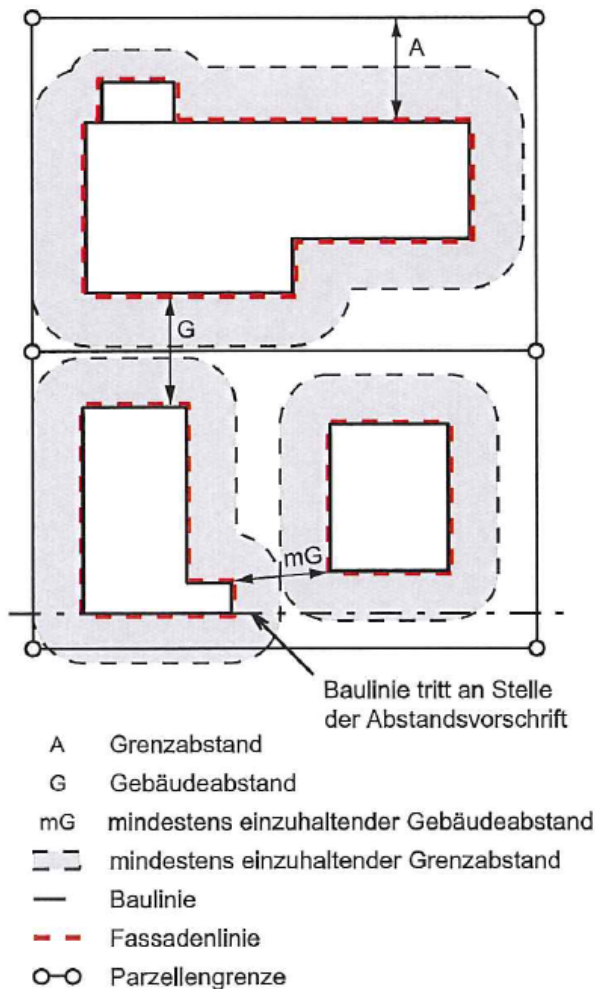 A
G
mG
Baulinie tritt an Stelle
der Abstandsvorschrift
A Grenzabstand
G Gebäudeabstand
mG mindestens einzuhaltender Gebäudeabstand
mindestens einzuhaltender Grenzabstand
Baulinie
Fassadenlinie
Parzellengrenze